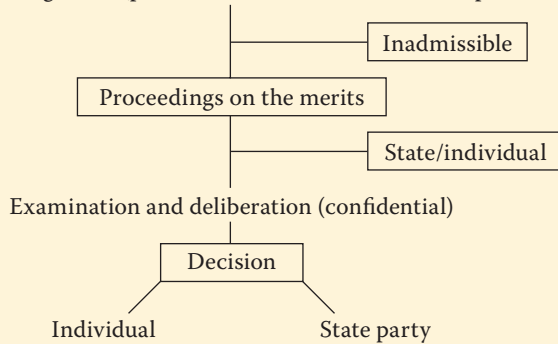 Inadmissible
Proceedings on the merits
State/individual
Examination and deliberation (confidential)
Decision
Individual State party